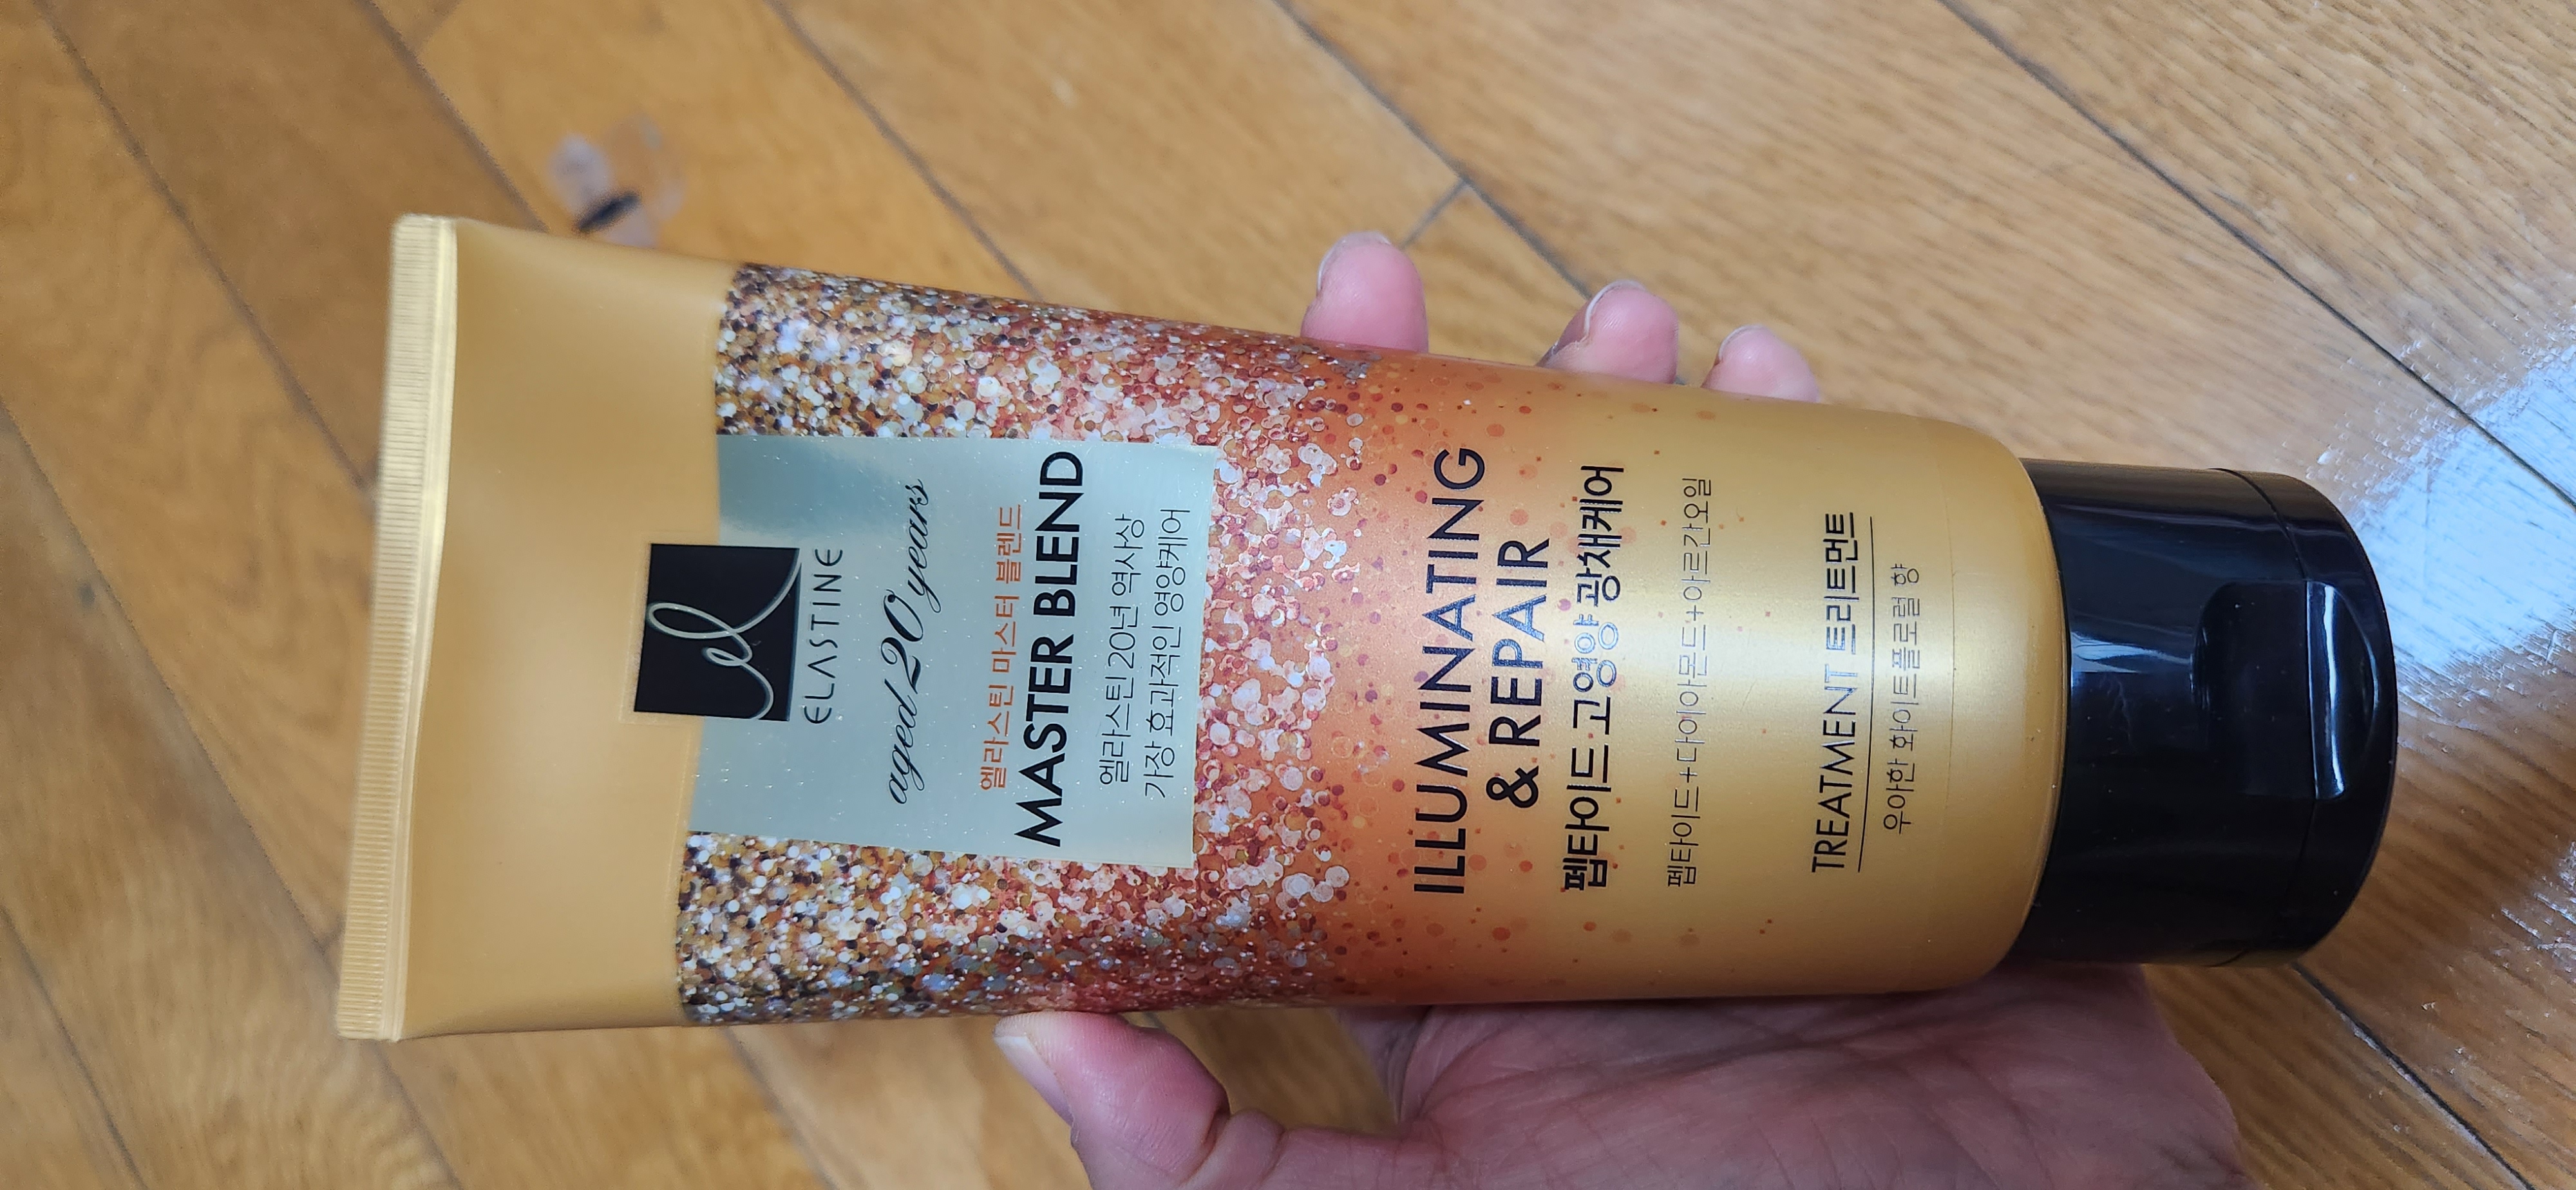 el
ELASTINE
aged 20 years
엘라스틴 마스터 블렌드
MASTER BLEND
엘라스틴 20년 역사상
가장 효과적인 영양케어
ILLUMINATING
& REPAIR
펩타이드 고영양 광채케어
펩타이드+다이아몬드+아르간오일
TREATMENT 트리트먼트
우아한 화이트플로럴 향